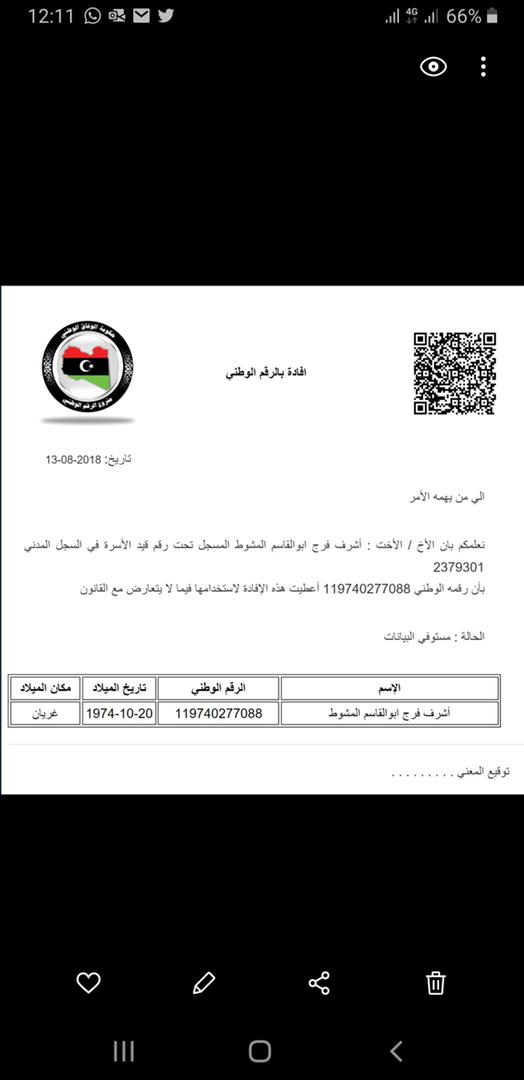 12:11
4G
66%
حكومة الوفاق الوطني
مشروع الرقم الوطني
افادة بالرقم الوطني
تاريخ: 2018-08-13
الي من يهمه الأمر
نعلمكم بان الأخ / الأخت : أشرف فرج ابوالقاسم المشوط المسجل تحت رقم قيد الأسرة في السجل المدني
2379301
بأن رقمه الوطني 119740277088 أعطيت هذه الإفادة لاستخدامها فيما لا يتعارض مع القانون
الحالة : مستوفي البيانات
الإسم الرقم الوطني تاريخ الميلاد مكان الميلاد
أشرف فرج ابوالقاسم المشوط 119740277088 1974-10-20 غريان
توقيع المعني . . . . . . . . .